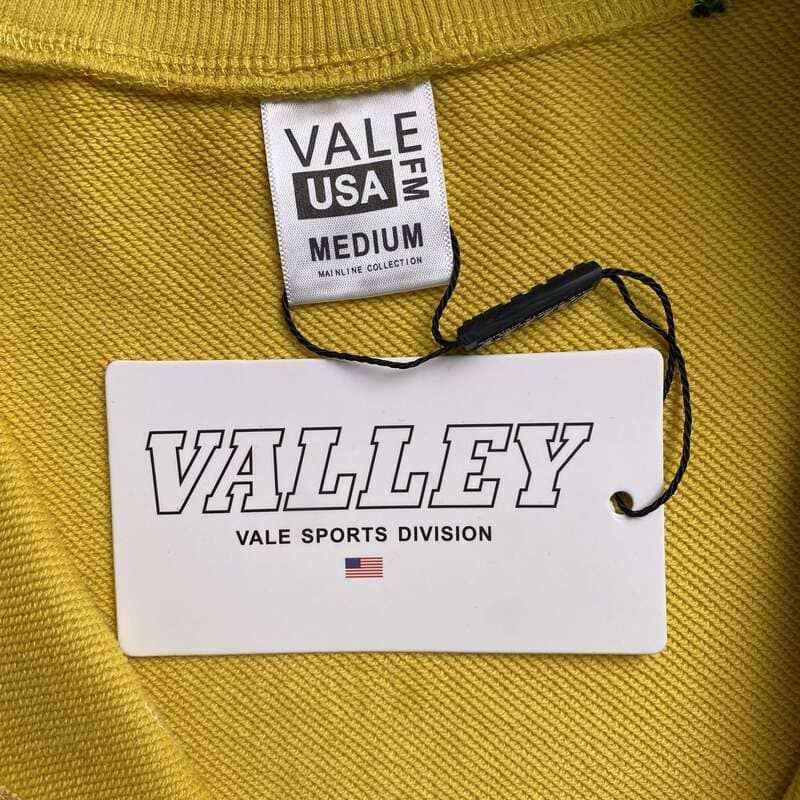 VALE
FM
USA
MEDIUM
MAINLINE COLLECTION
VALLEY
VALE SPORTS DIVISION